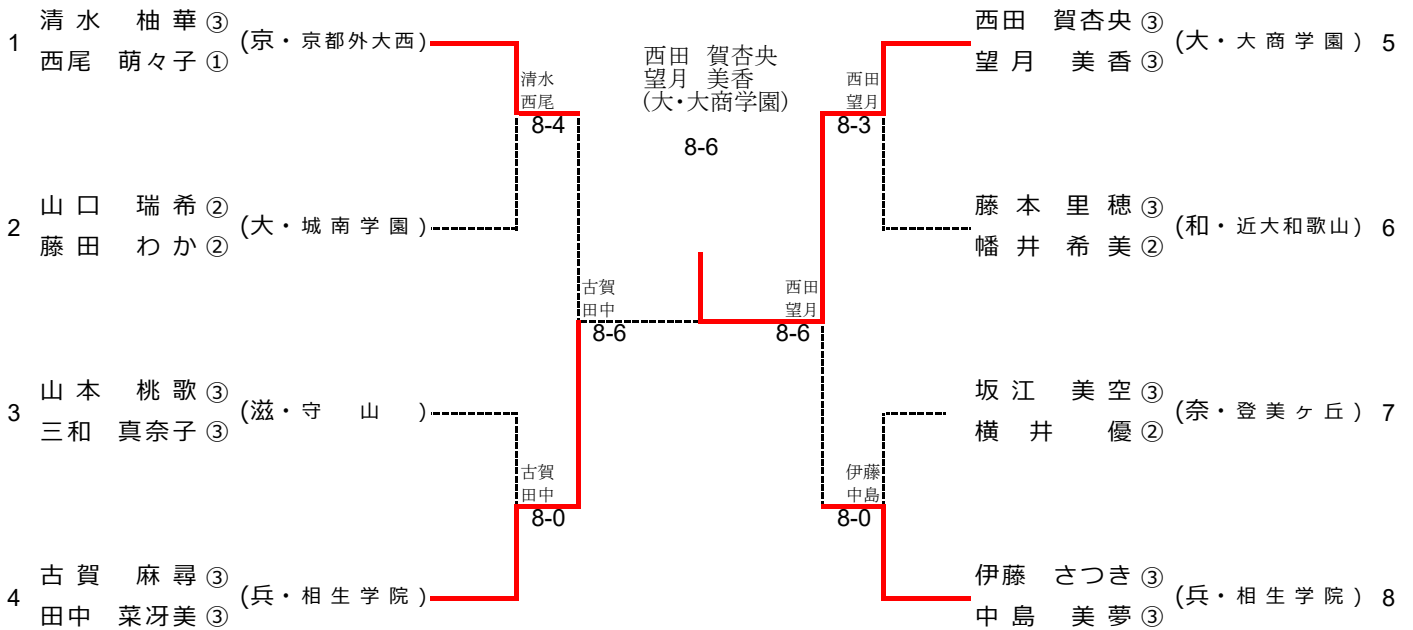 1 清水 柚華③ (京・京都外大西)
西尾 萌々子①
清水
西尾
8-4
2 山口 瑞希② (大・城南学園)
藤田 わか②
古賀
田中
8-6
3 山本 桃歌③ (滋・守 山)
三和 真奈子③
古賀
田中
8-0
4 古賀 麻尋③ (兵・相生学院)
田中 菜冴美③
西田 賀杏央
望月 美香
(大・大商学園)
8-6
西田 賀杏央③ (大・大商学園) 5
望月 美香③
西田
望月
8-3
藤本 里穂③ (和・近大和歌山) 6
幡井 希美②
西田
望月
8-6
坂江 美空③ (奈・登美ヶ丘) 7
横井 優②
伊藤
中島
8-0
伊藤 さつき③ (兵・相生学院) 8
中島 美夢③